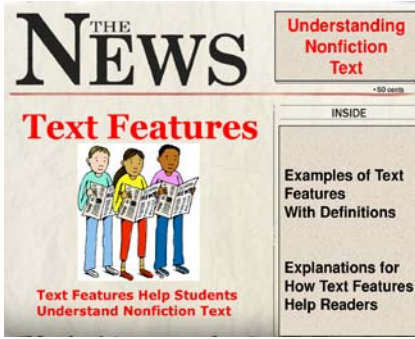 THE
NEWS
Understanding
Nonfiction
Text
• 50 cents
Text Features
Text Features Help Students
Understand Nonfiction Text
INSIDE
Examples of Text
Features
With Definitions
Explanations for
How Text Features
Help Readers